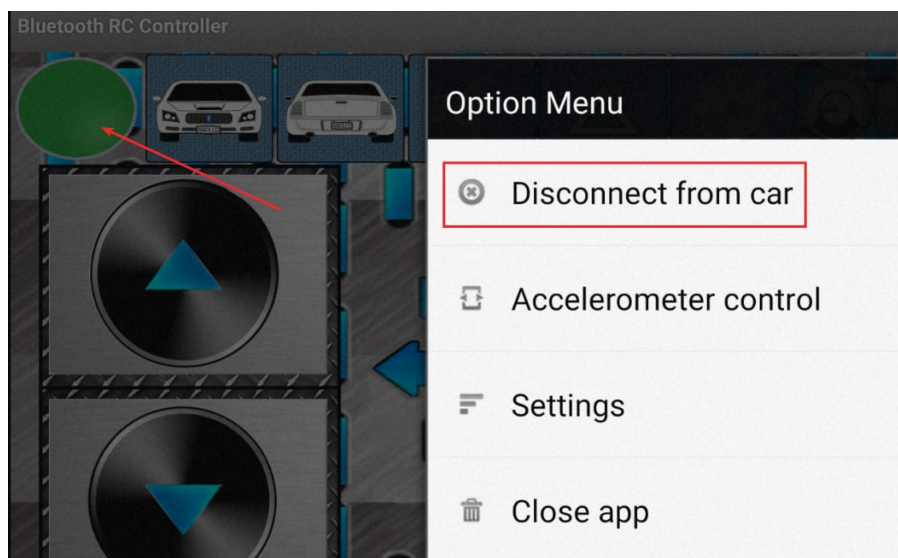 Bluetooth RC Controller
Option Menu
Disconnect from car
Accelerometer control
Settings
Close app